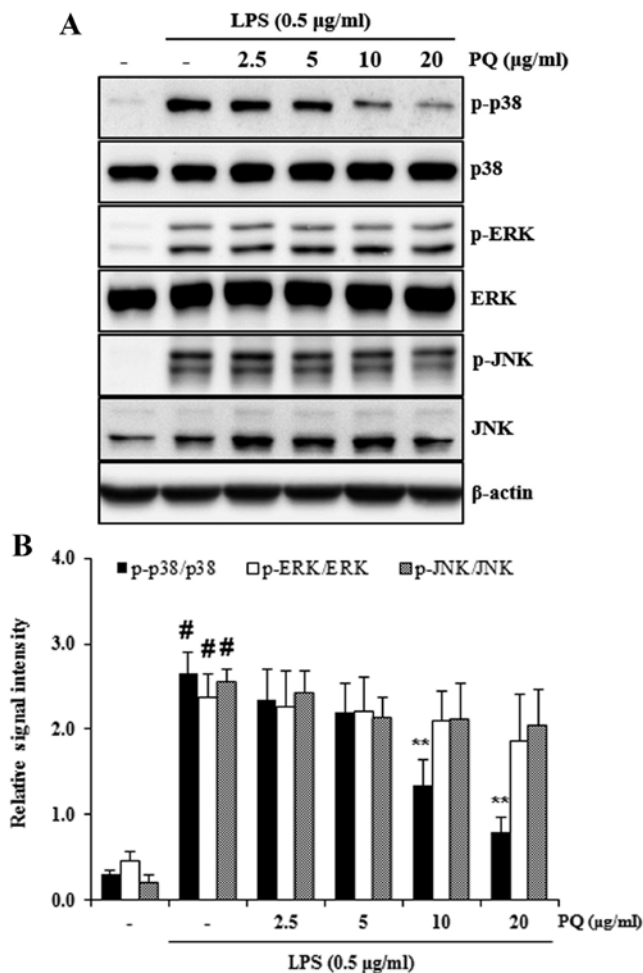 A
LPS (0.5 µg/ml)
- - 2.5 5 10 20 PQ (µg/ml)
p-p38
p38
p-ERK
ERK
p-JNK
JNK
β-actin
B
4.0
p-p38/p38 p-ERK/ERK p-JNK/JNK
# # #
3.0
2.0
1.0
0.0
** **
Relative signal intensity
- - 2.5 5 10 20 PQ (µg/ml)
LPS (0.5 µg/ml)